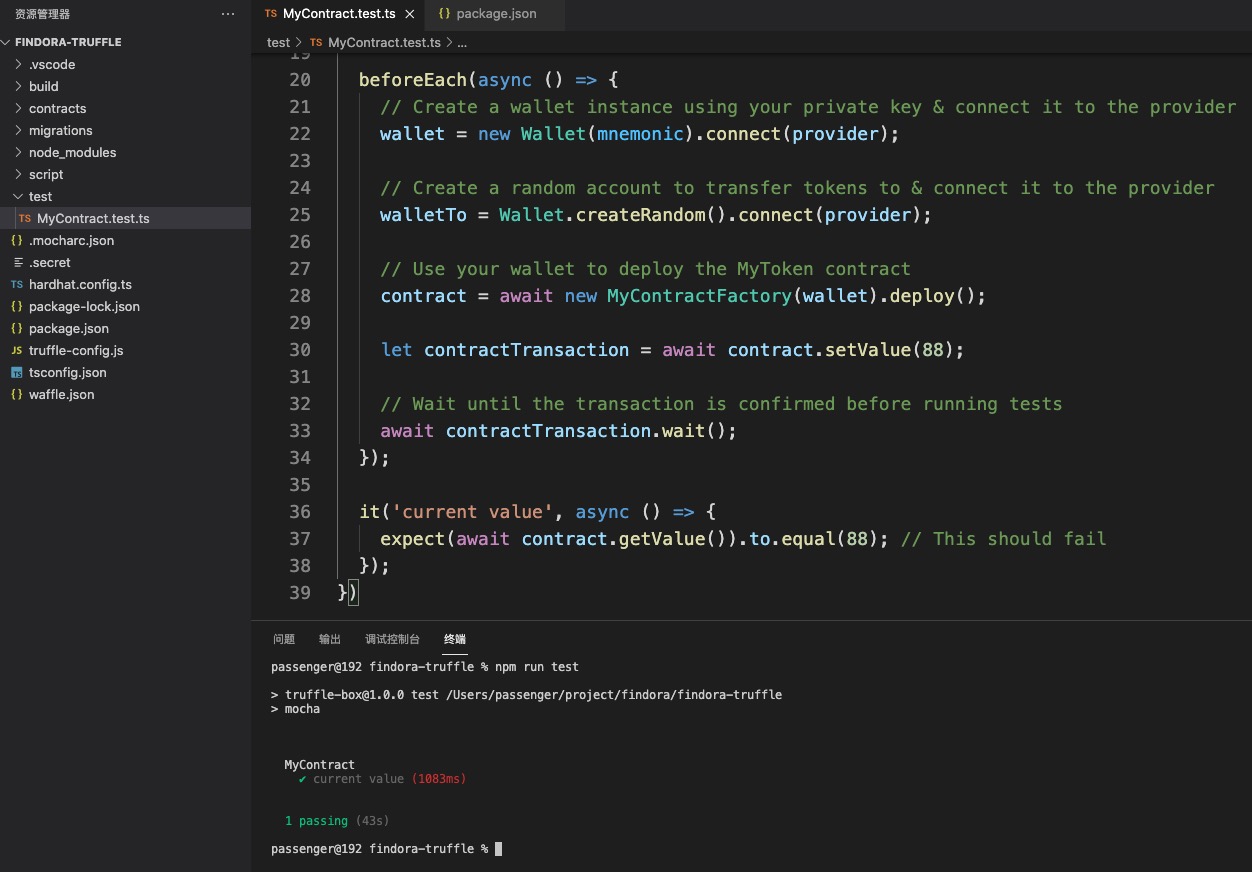 资源管理器 ···
FINDORA-TRUFFLE
.vscode
build
contracts
migrations
node_modules
script
test
TS MyContract.test.ts
{} .mocharc.json
.secret
TS hardhat.config.ts
{} package-lock.json
{} package.json
JS truffle-config.js
TS tsconfig.json
{} waffle.json
TS MyContract.test.ts × {} package.json
test > TS MyContract.test.ts > ...
19
20 beforeEach(async () => {
21 // Create a wallet instance using your private key & connect it to the provider
22 wallet = new Wallet(mnemonic).connect(provider);
23
24 // Create a random account to transfer tokens to & connect it to the provider
25 walletTo = Wallet.createRandom().connect(provider);
26
27 // Use your wallet to deploy the MyToken contract
28 contract = await new MyContractFactory(wallet).deploy();
29
30 let contractTransaction = await contract.setValue(88);
31
32 // Wait until the transaction is confirmed before running tests
33 await contractTransaction.wait();
34 });
35
36 it('current value', async () => {
37 expect(await contract.getValue()).to.equal(88); // This should fail
38 });
39 })
问题 输出 调试控制台 终端
passenger@192 findora-truffle % npm run test
> truffle-box@1.0.0 test /Users/passenger/project/findora/findora-truffle
> mocha
MyContract
✔ current value (1083ms)
1 passing (43s)
passenger@192 findora-truffle %